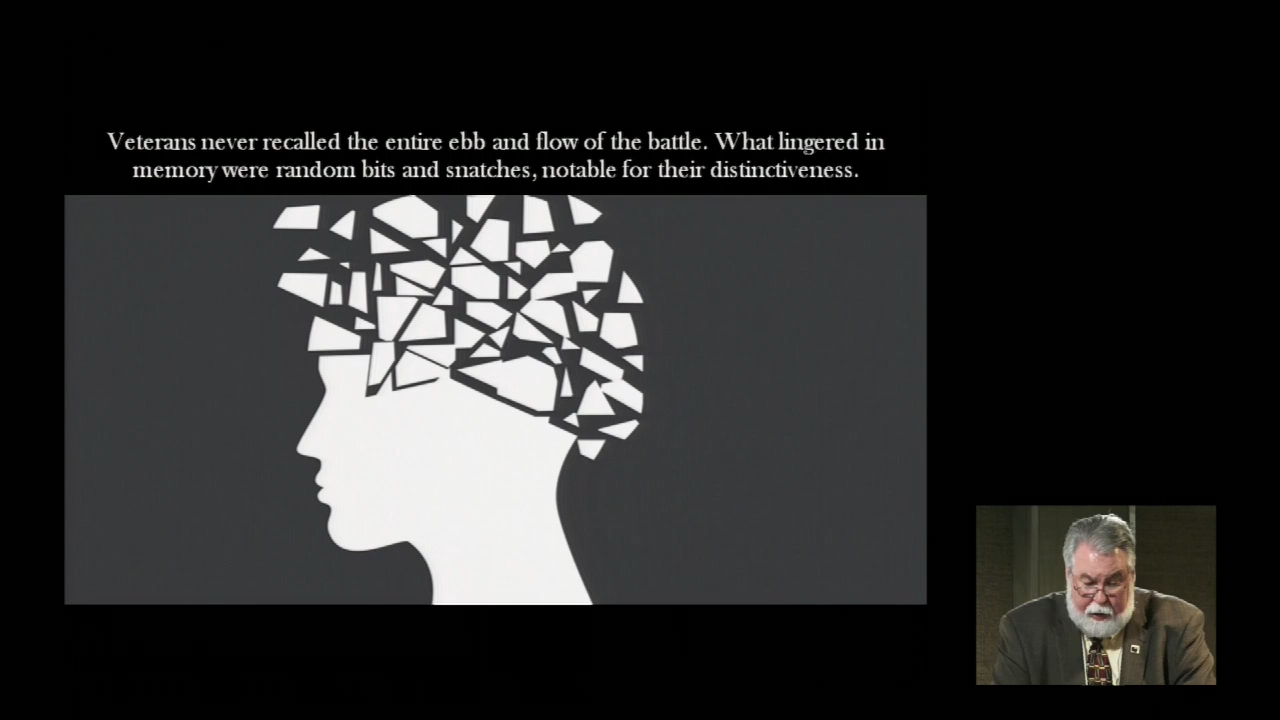 Veterans never recalled the entire ebb and flow of the battle. What lingered in
memory were random bits and snatches, notable for their distinctiveness.